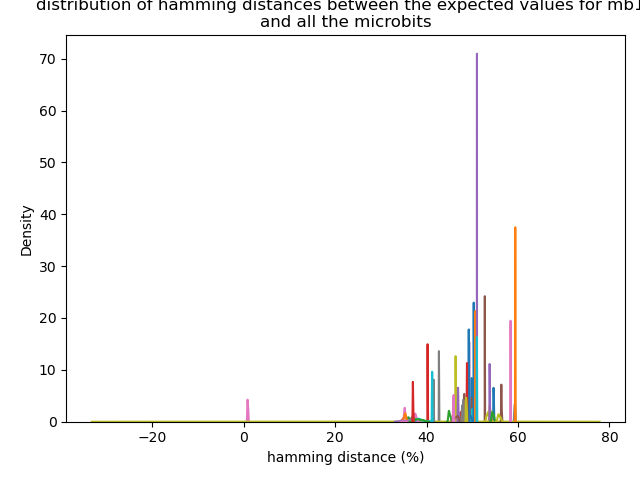 distribution of hamming distances between the expected values for mb1
and all the microbits
70
60
50
40
30
20
10
0
Density
−20 0 20 40 60 80
hamming distance (%)